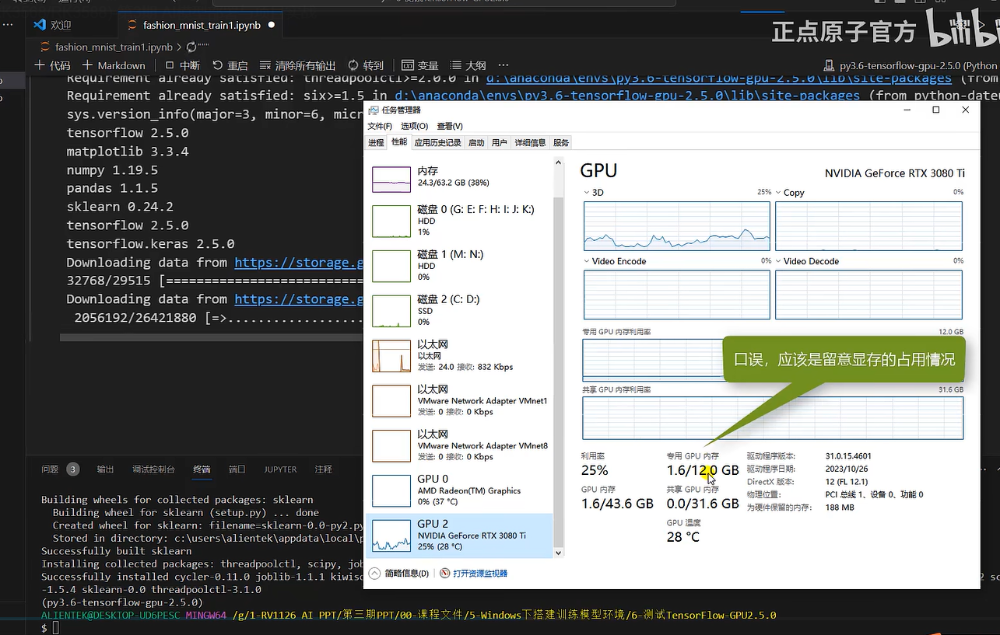 欢迎
fashion_mnist_train1.ipynb
正点原子官方 bilibili
fashion_mnist_train1.ipynb
代码 Markdown 中断 重启 清除所有输出 转到 变量 大纲 ...
py3.6-tensorflow-gpu-2.5.0 (Python
Requirement already satisfied: threadpoolctl>=2.0.0 in d:\anaconda\envs\py3.6-tensorflow-gpu-2.5.0\lib\site-packages (from
Requirement already satisfied: six>=1.5 in d:\anaconda\envs\py3.6-tensorflow-gpu-2.5.0\lib\site-packages (from python-date
sys.version_info(major=3, minor=6, micr
tensorflow 2.5.0
matplotlib 3.3.4
numpy 1.19.5
pandas 1.1.5
sklearn 0.24.2
tensorflow 2.5.0
tensorflow.keras 2.5.0
Downloading data from https://storage.g
32768/29515 [===========================
Downloading data from https://storage.g
2056192/26421880 [=>..................
任务管理器
文件(F) 选项(O) 查看(V)
进程 性能 应用历史记录 启动 用户 详细信息 服务
内存
24.3/63.2 GB (38%)
磁盘 0 (G: E: F: H: I: J: K:)
HDD
1%
磁盘 1 (M: N:)
HDD
0%
磁盘 2 (C: D:)
SSD
0%
以太网
以太网
发送: 24.0 接收: 832 Kbps
以太网
VMware Network Adapter VMnet1
发送: 0 接收: 0 Kbps
以太网
VMware Network Adapter VMnet8
发送: 0 接收: 0 Kbps
GPU 0
AMD Radeon(TM) Graphics
0% (37 °C)
GPU 2
NVIDIA GeForce RTX 3080 Ti
25% (28 °C)
简略信息(D) 打开资源监视器
GPU
NVIDIA GeForce RTX 3080 Ti
3D 25% Copy 0%
Video Encode 0% Video Decode 0%
专用 GPU 内存利用率 12.0 GB
口误，应该是留意显存的占用情况
共享 GPU 内存利用率 31.6 GB
利用率
25%
GPU 内存
1.6/43.6 GB
专用 GPU 内存
1.6/12.0 GB
共享 GPU 内存
0.0/31.6 GB
GPU 温度
28 °C
驱动程序版本: 31.0.15.4601
驱动程序日期: 2023/10/26
DirectX 版本: 12 (FL 12.1)
物理位置: PCI 总线 1、设备 0、功能 0
为硬件保留的内存: 188 MB
问题 3 输出 调试控制台 终端 端口 JUPYTER 注释
Building wheels for collected packages: sklearn
Building wheel for sklearn (setup.py) ... done
Created wheel for sklearn: filename=sklearn-0.0-py2.py
Stored in directory: c:\users\alientek\appdata\local\p
Successfully built sklearn
Installing collected packages: threadpoolctl, scipy, job
Successfully installed cycler-0.11.0 joblib-1.1.1 kiwisc
-1.5.4 sklearn-0.0 threadpoolctl-3.1.0
(py3.6-tensorflow-gpu-2.5.0)
ALIENTEK@DESKTOP-UD6PESC MINGW64 /g/1-RV1126 AI PPT/第三期PPT/00-课程文件/5-Windows下搭建训练模型环境/6-测试TensorFlow-GPU2.5.0
$